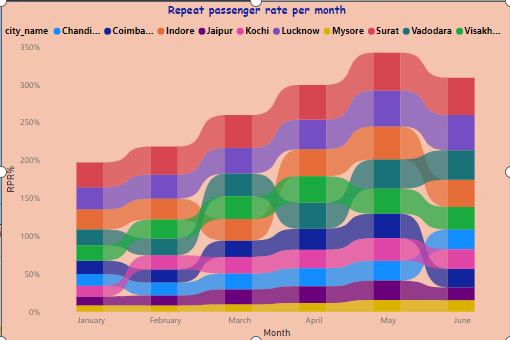 Repeat passenger rate per month
city_name Chandi... Coimba... Indore Jaipur Kochi Lucknow Mysore Surat Vadodara Visakh...
350%
300%
250%
200%
150%
100%
50%
0%
RPR%
January February March April May June
Month